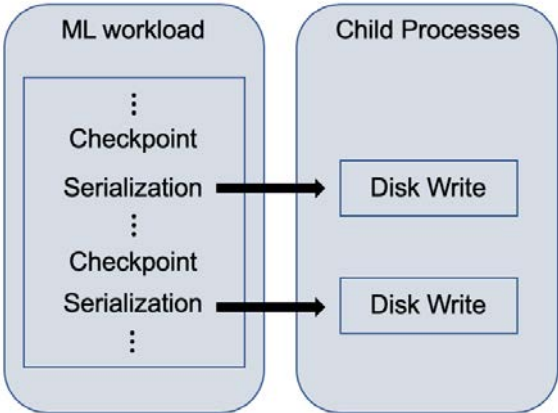 ML workload
⋮
Checkpoint
Serialization
⋮
Checkpoint
Serialization
⋮
Child Processes
Disk Write
Disk Write